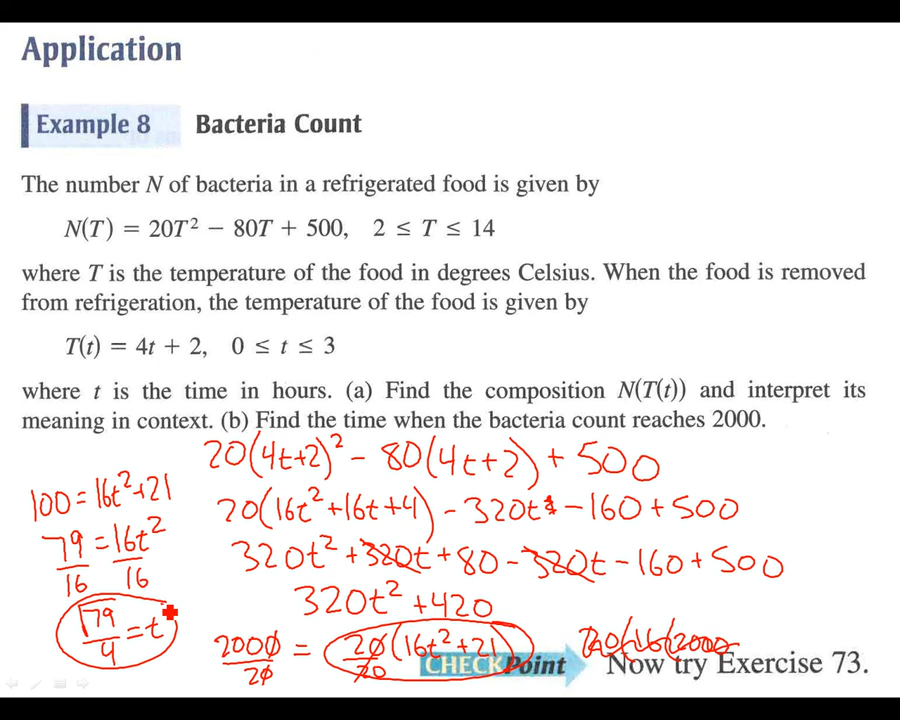 Application
Example 8 Bacteria Count
The number N of bacteria in a refrigerated food is given by
N(T) = 20T² − 80T + 500, 2 ≤ T ≤ 14
where T is the temperature of the food in degrees Celsius. When the food is removed
from refrigeration, the temperature of the food is given by
T(t) = 4t + 2, 0 ≤ t ≤ 3
where t is the time in hours. (a) Find the composition N(T(t)) and interpret its
meaning in context. (b) Find the time when the bacteria count reaches 2000.
20(4t+2)² − 80(4t+2) + 500
20(16t²+16t+4) − 320t − 160 + 500
320t² + 320t + 80 − 320t − 160 + 500
320t² + 420
2000/20 = 20(16t²+21)/20
100 = 16t²+21
79/16 = 16t²/16
√79/4 = t
CHECKPoint Now try Exercise 73.